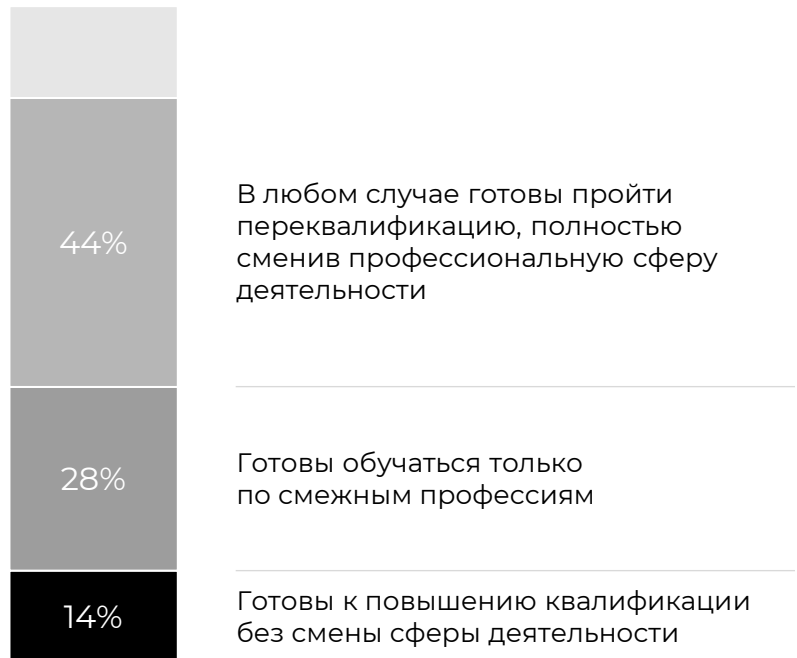 44%
В любом случае готовы пройти
переквалификацию, полностью
сменив профессиональную сферу
деятельности
28%
Готовы обучаться только
по смежным профессиям
14%
Готовы к повышению квалификации
без смены сферы деятельности